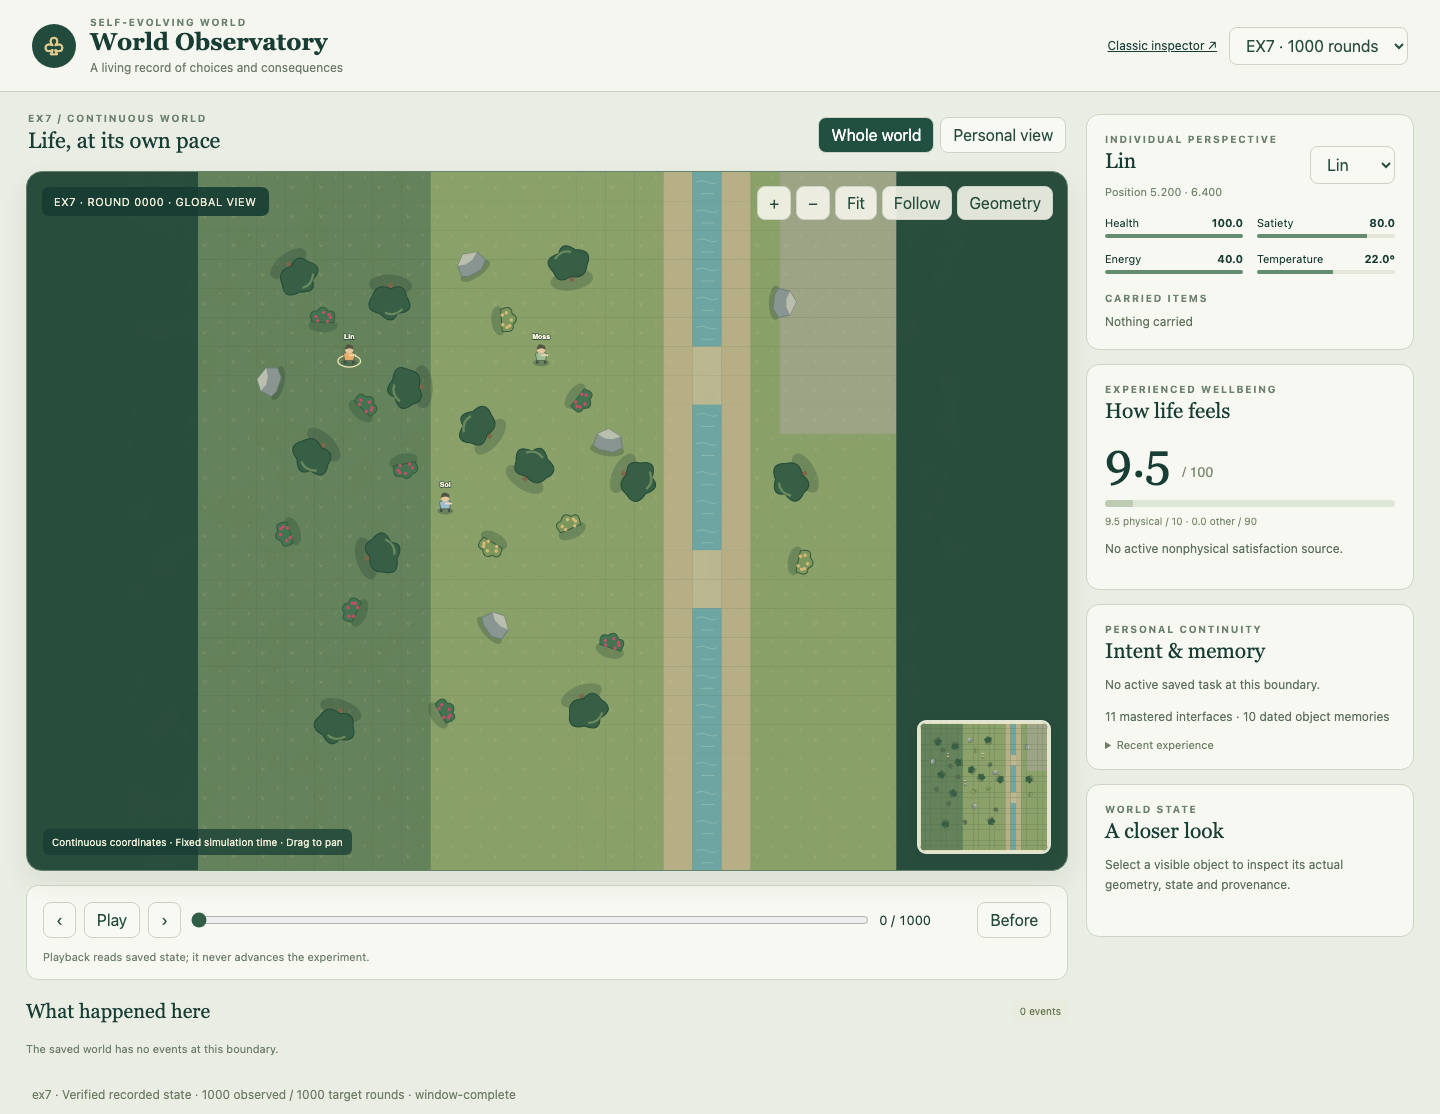 SELF-EVOLVING WORLD
World Observatory
A living record of choices and consequences
Classic inspector ↗
EX7 · 1000 rounds
EX7 / CONTINUOUS WORLD
Life, at its own pace
Whole world
Personal view
EX7 · ROUND 0000 · GLOBAL VIEW
+
−
Fit
Follow
Geometry
Lin
Moss
Sol
Continuous coordinates · Fixed simulation time · Drag to pan
‹
Play
›
0 / 1000
Before
Playback reads saved state; it never advances the experiment.
What happened here
0 events
The saved world has no events at this boundary.
ex7 · Verified recorded state · 1000 observed / 1000 target rounds · window-complete
INDIVIDUAL PERSPECTIVE
Lin
Lin
Position 5.200 · 6.400
Health 100.0
Satiety 80.0
Energy 40.0
Temperature 22.0°
CARRIED ITEMS
Nothing carried
EXPERIENCED WELLBEING
How life feels
9.5 / 100
9.5 physical / 10 · 0.0 other / 90
No active nonphysical satisfaction source.
PERSONAL CONTINUITY
Intent & memory
No active saved task at this boundary.
11 mastered interfaces · 10 dated object memories
▶ Recent experience
WORLD STATE
A closer look
Select a visible object to inspect its actual
geometry, state and provenance.